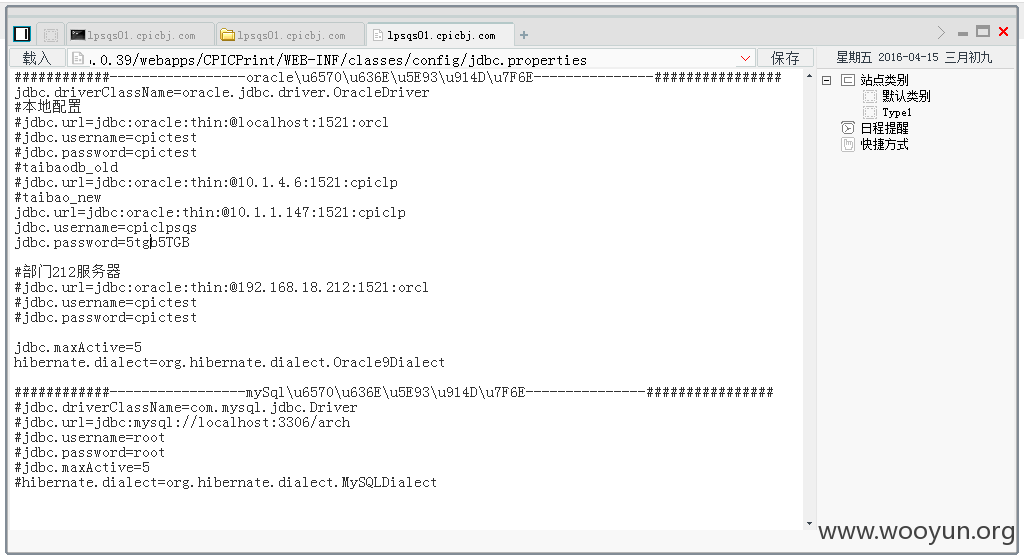 lpsqs01.cpicbj.com
lpsqs01.cpicbj.com
lpsqs01.cpicbj.com
载入
.0.39/webapps/CPICPrint/WEB-INF/classes/config/jdbc.properties
保存
星期五 2016-04-15 三月初九
############-----------------oracle\u6570\u636E\u5E93\u914D\u7F6E---------------################
jdbc.driverClassName=oracle.jdbc.driver.OracleDriver
#本地配置
#jdbc.url=jdbc:oracle:thin:@localhost:1521:orcl
#jdbc.username=cpictest
#jdbc.password=cpictest
#taibaodb_old
#jdbc.url=jdbc:oracle:thin:@10.1.4.6:1521:cpiclp
#taibao_new
jdbc.url=jdbc:oracle:thin:@10.1.1.147:1521:cpiclp
jdbc.username=cpiclpsqs
jdbc.password=5tgb5TGB
#部门212服务器
#jdbc.url=jdbc:oracle:thin:@192.168.18.212:1521:orcl
#jdbc.username=cpictest
#jdbc.password=cpictest
jdbc.maxActive=5
hibernate.dialect=org.hibernate.dialect.Oracle9Dialect
############-----------------mySql\u6570\u636E\u5E93\u914D\u7F6E---------------################
#jdbc.driverClassName=com.mysql.jdbc.Driver
#jdbc.url=jdbc:mysql://localhost:3306/arch
#jdbc.username=root
#jdbc.password=root
#jdbc.maxActive=5
#hibernate.dialect=org.hibernate.dialect.MySQLDialect
站点类别
默认类别
Type1
日程提醒
快捷方式
www.wooyun.org